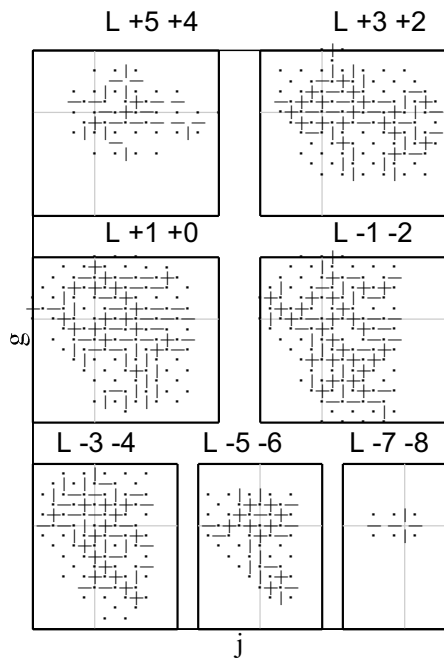 L +5 +4
L +3 +2
L +1 +0
L -1 -2
g
L -3 -4
L -5 -6
L -7 -8
j